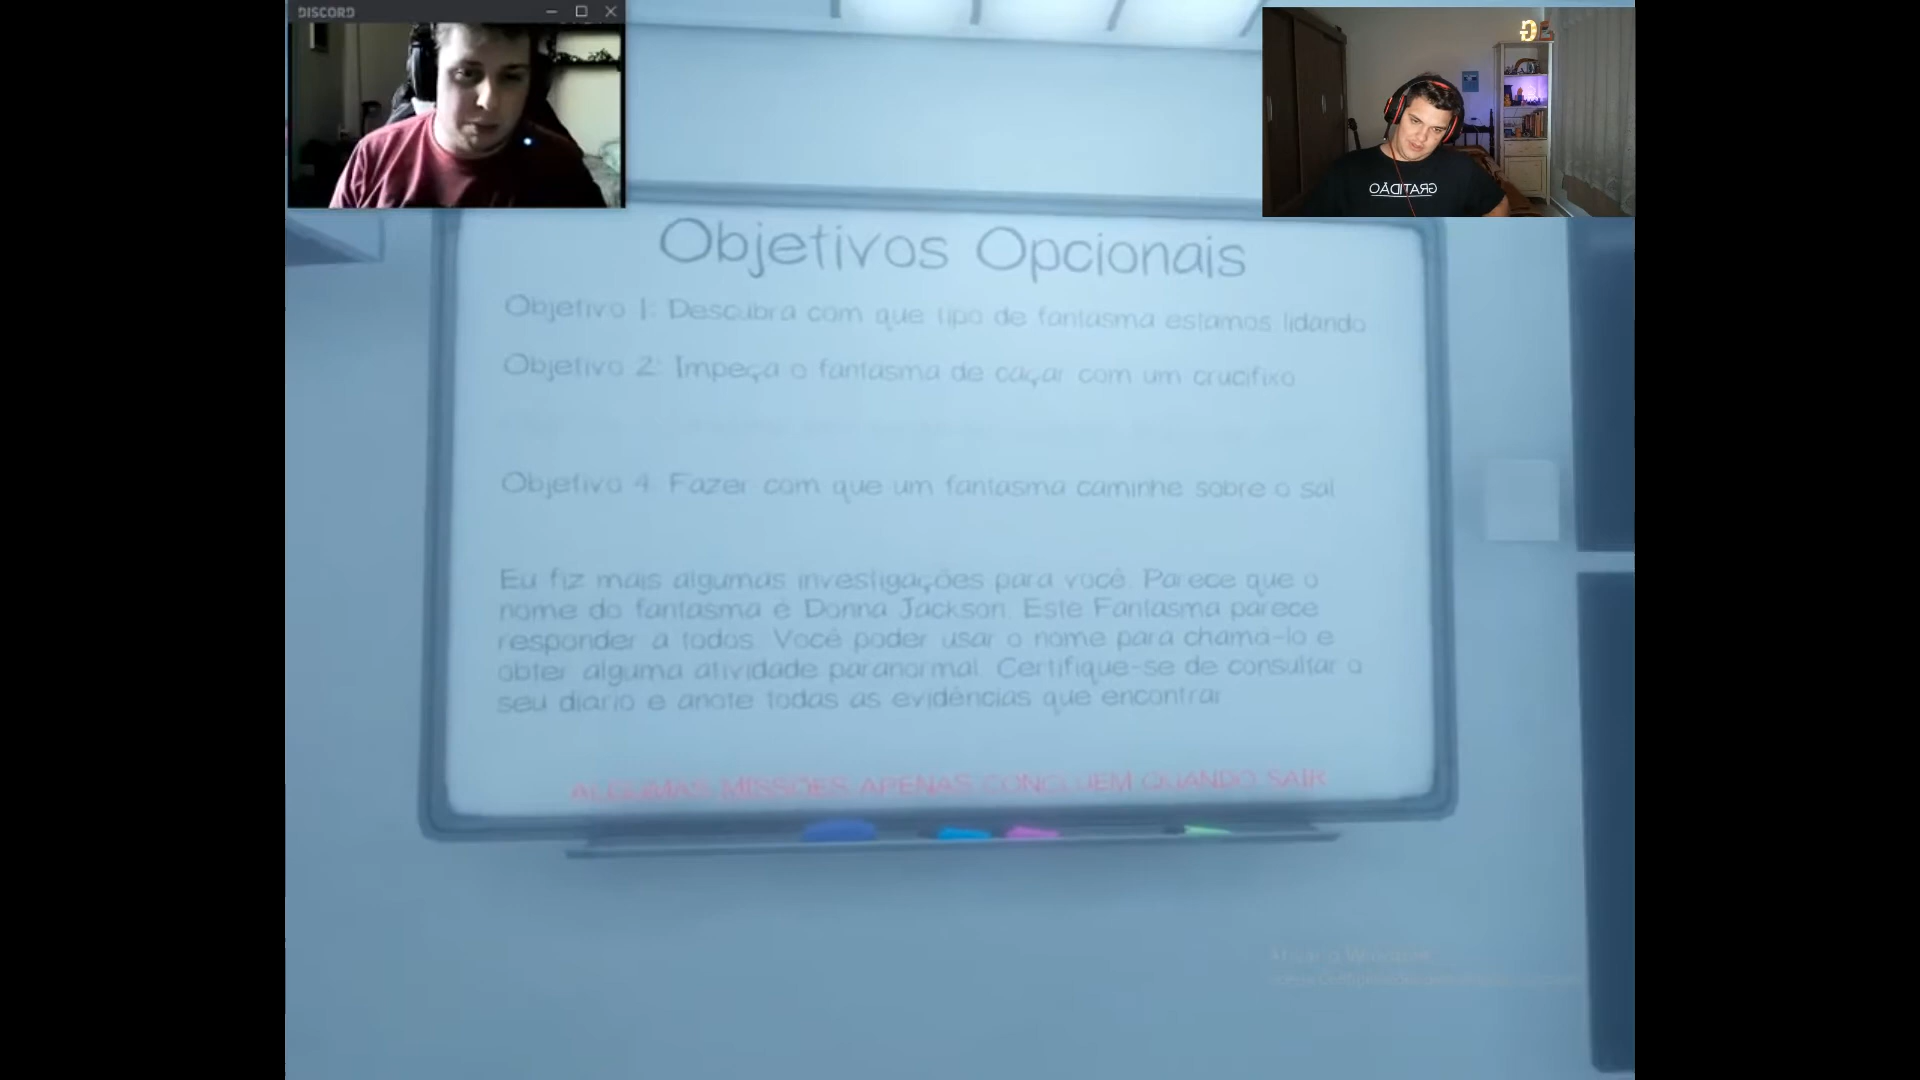 DISCORD
GRATIDÃO
Objetivos Opcionais
Objetivo 1: Descubra com que tipo de fantasma estamos lidando
Objetivo 2: Impeça o fantasma de caçar com um crucifixo
Objetivo 4: Fazer com que um fantasma caminhe sobre o sal
Eu fiz mais algumas investigações para você. Parece que o
nome do fantasma é Donna Jackson. Este Fantasma parece
responder a todos. Você poder usar o nome para chamá-lo e
obter alguma atividade paranormal. Certifique-se de consultar o
seu diário e anote todas as evidências que encontrar
ALGUMAS MISSÕES APENAS CONCLUEM QUANDO SAIR